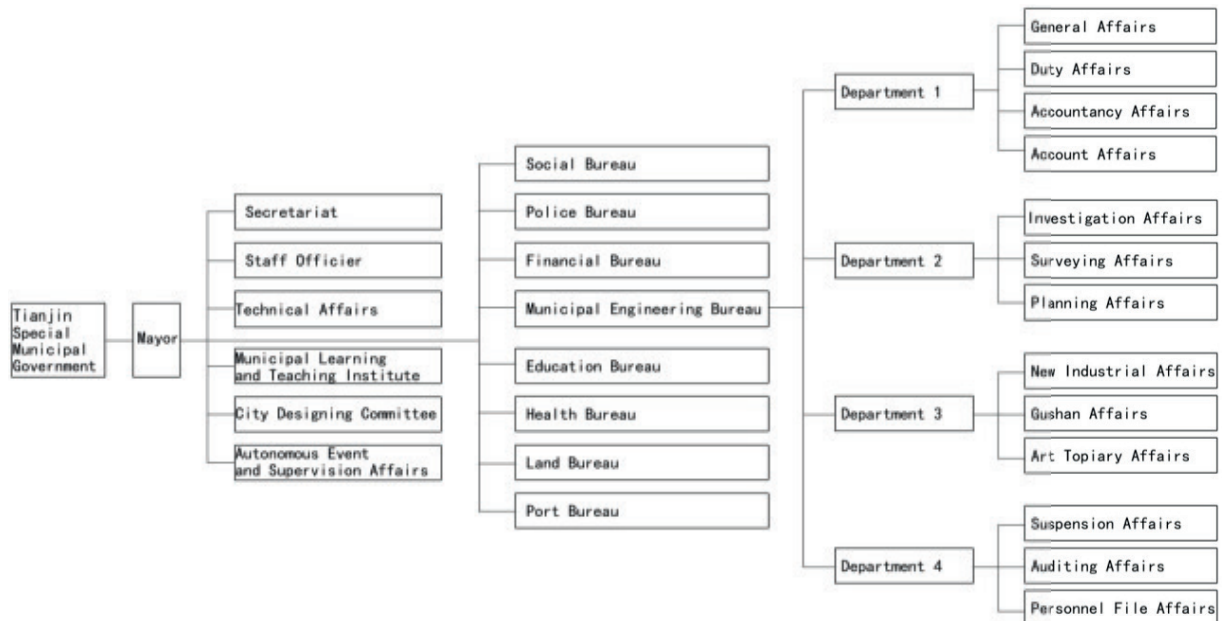 Tianjin
Special
Municipal
Government
Mayor
Secretariat
Staff Officier
Technical Affairs
Municipal Learning
and Teaching Institute
City Designing Committee
Autonomous Event
and Supervision Affairs
Social Bureau
Police Bureau
Financial Bureau
Municipal Engineering Bureau
Education Bureau
Health Bureau
Land Bureau
Port Bureau
Department 1
Department 2
Department 3
Department 4
General Affairs
Duty Affairs
Accountancy Affairs
Account Affairs
Investigation Affairs
Surveying Affairs
Planning Affairs
New Industrial Affairs
Gushan Affairs
Art Topiary Affairs
Suspension Affairs
Auditing Affairs
Personnel File Affairs